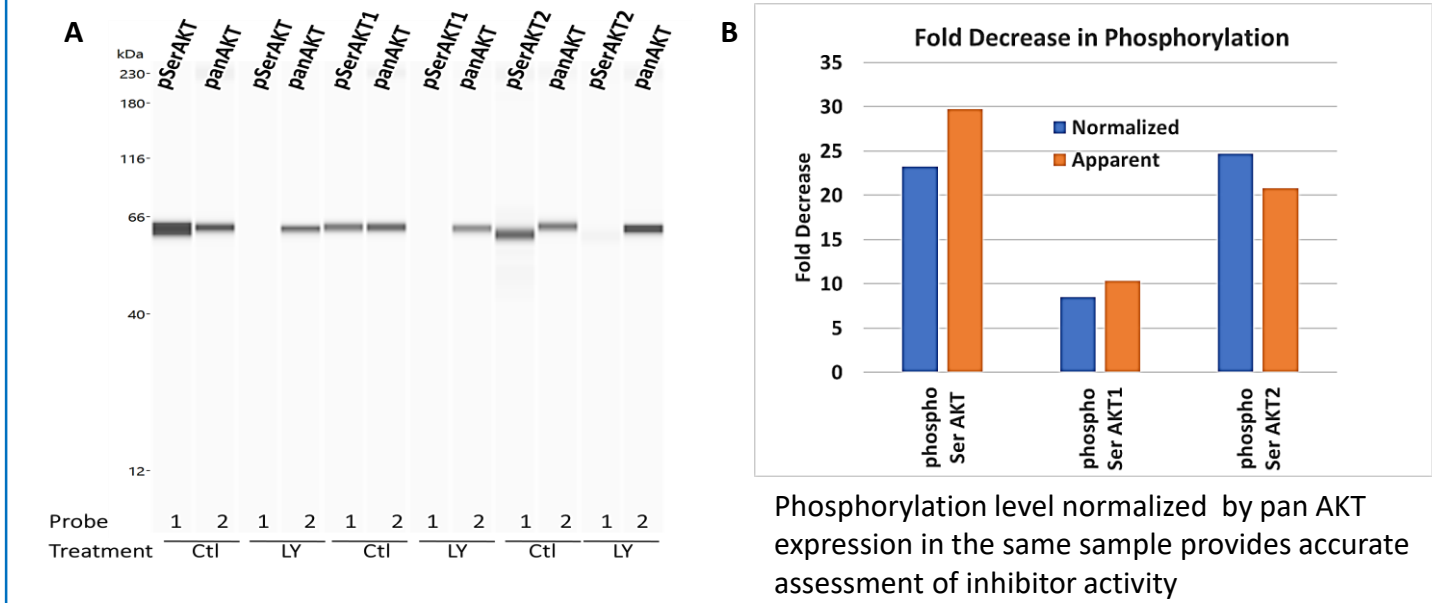 A
pSerAKT panAKT pSerAKT panAKT pSerAKT1 panAKT pSerAKT1 panAKT pSerAKT2 panAKT pSerAKT2 panAKT
kDa
230-
180-
116-
66-
40-
12-
Probe 1 2 1 2 1 2 1 2 1 2 1 2
Treatment Ctl LY Ctl LY Ctl LY
B
Fold Decrease in Phosphorylation
Fold Decrease
35
30
25
20
15
10
5
0
Normalized
Apparent
phospho
Ser AKT
phospho
Ser AKT1
phospho
Ser AKT2
Phosphorylation level normalized by pan AKT
expression in the same sample provides accurate
assessment of inhibitor activity